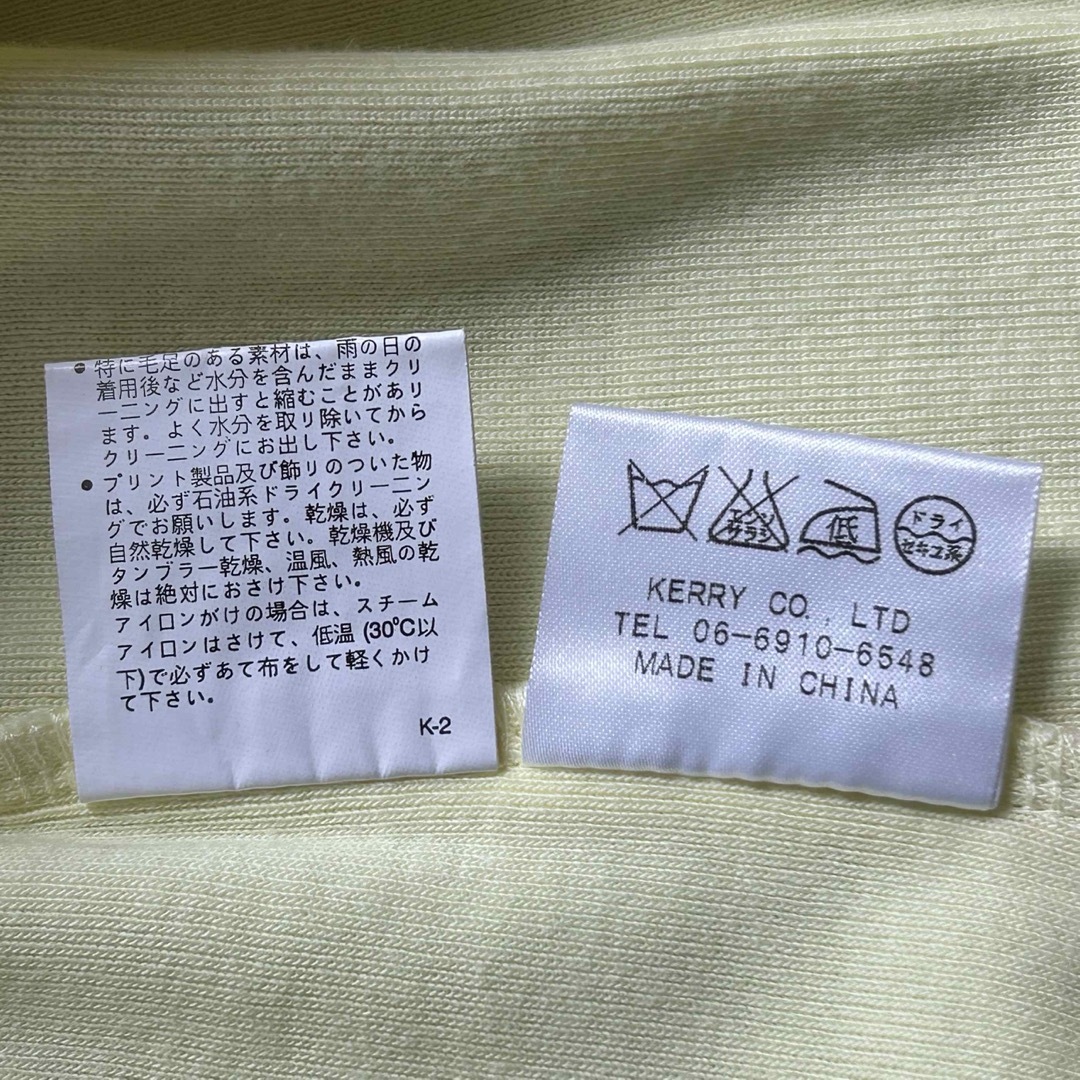 ●特に毛足のある素材は、雨の日の
着用後など水分を含んだままクリ
ーニングに出すと縮むことがあり
ます。よく水分を取り除いてから
クリーニングにお出し下さい。
●プリント製品及び飾りのついた物
は、必ず石油系ドライクリーニン
グでお願いします。乾燥は、必ず
自然乾燥して下さい。乾燥機及び
タンブラー乾燥、温風、熱風の乾
燥は絶対におさけ下さい。
アイロンがけの場合は、スチーム
アイロンはさけて、低温(30℃以
下)で必ずあて布をして軽くかけ
て下さい。
K-2
エンソ
サラシ
低
ドライ
セキユ系
KERRY CO. LTD
TEL 06-6910-6548
MADE IN CHINA